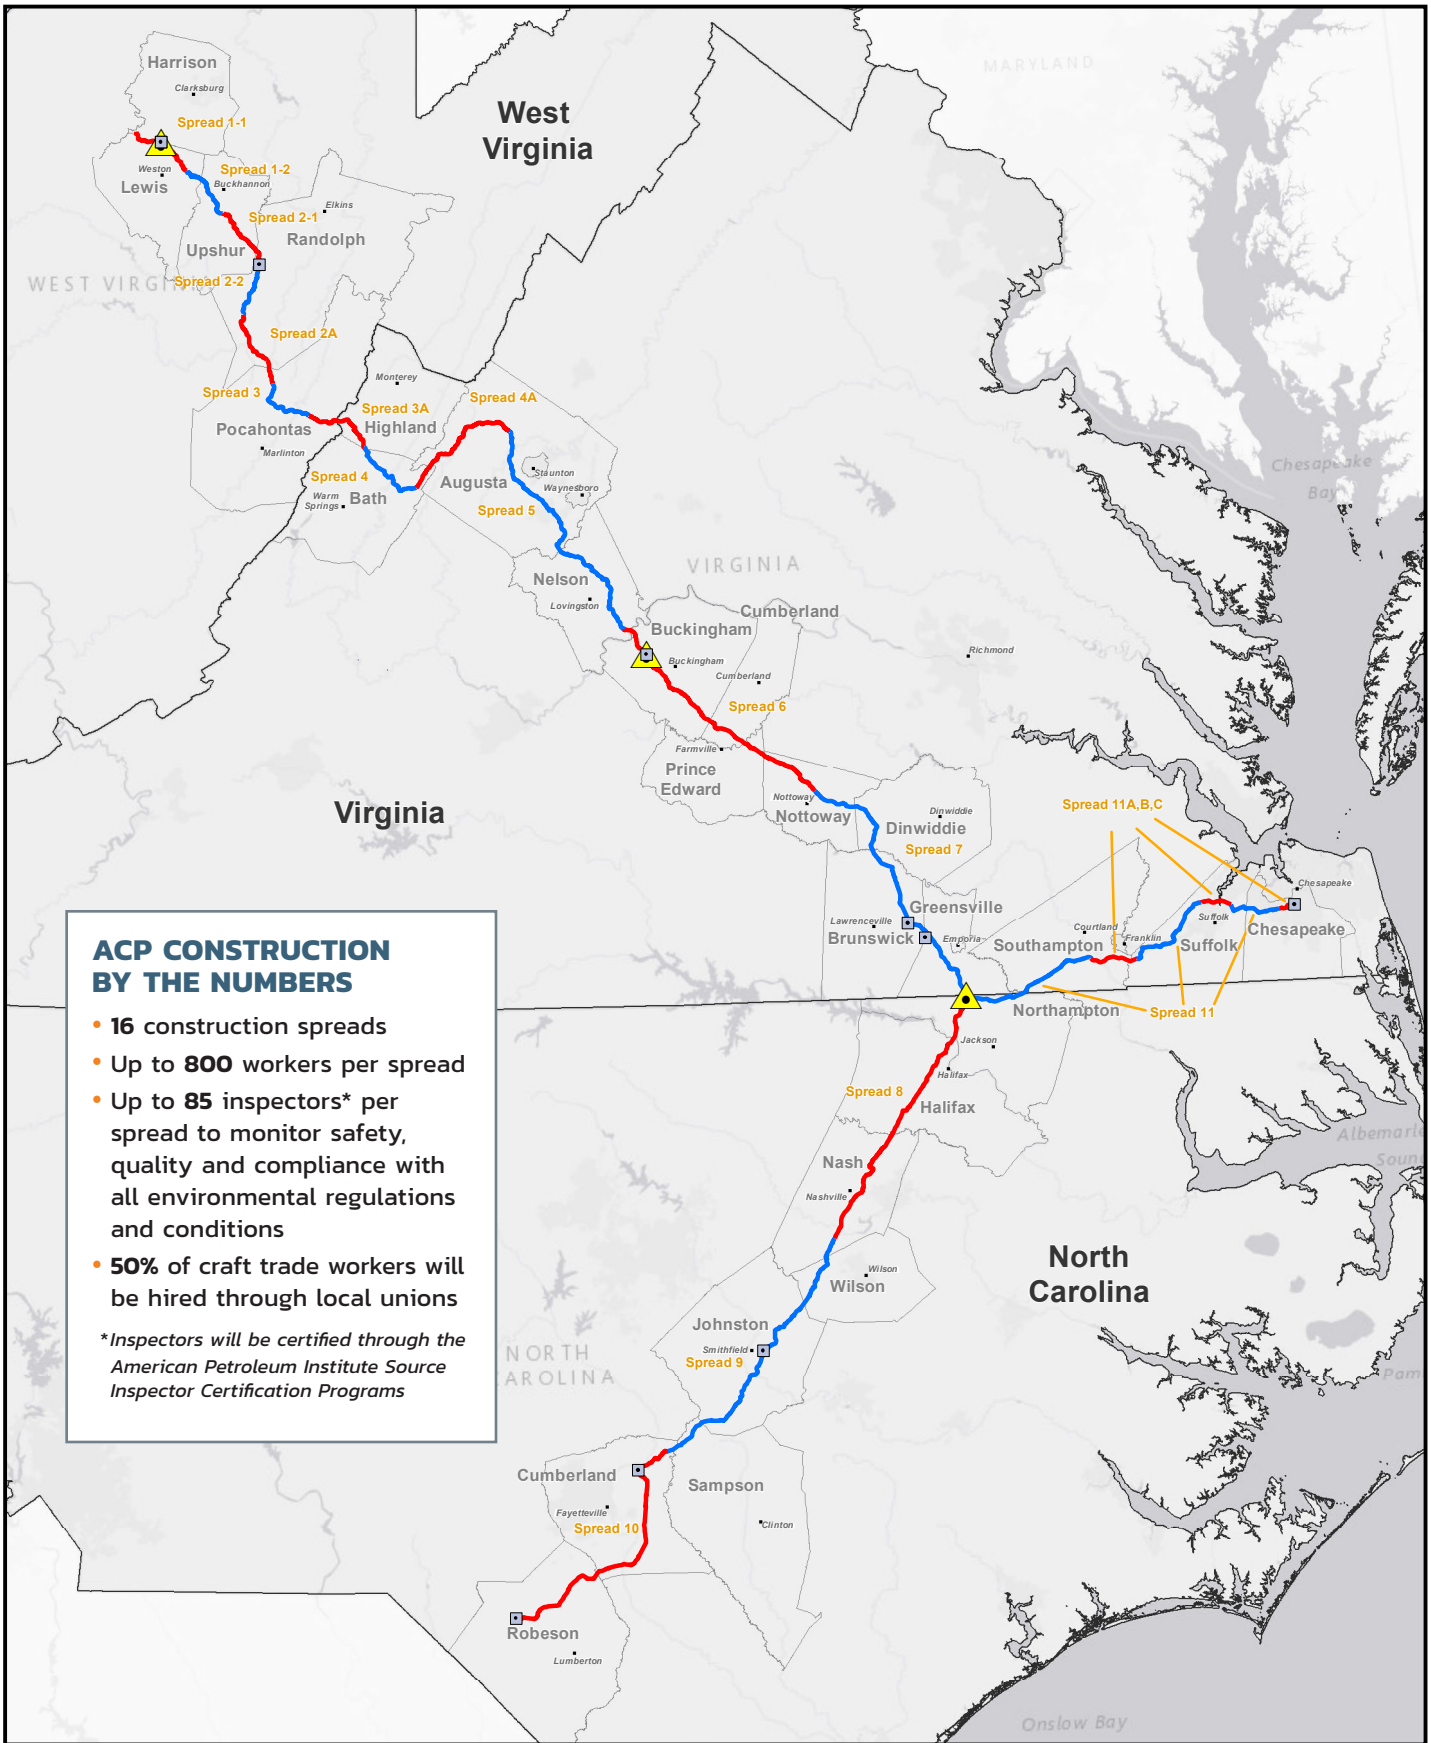 Harrison
Clarksburg
MARYLAND
West
Virginia
Spread 1-1
Weston
Lewis
Spread 1-2
Buckhannon
Elkins
Spread 2-1
Randolph
Upshur
WEST VIRGINIA
Spread 2-2
Spread 2A
Monterey
Spread 3
Spread 3A
Spread 4A
Highland
Pocahontas
Marlinton
Chesapeake
Bay
Spread 4
Augusta
Staunton
Waynesboro
Warm
Springs
Bath
Spread 5
VIRGINIA
Nelson
Lovingston
Cumberland
Buckingham
Richmond
Buckingham
Cumberland
Spread 6
Farmville
Prince
Edward
Nottoway
Nottoway
Virginia
Spread 11A,B,C
Dinwiddie
Dinwiddie
Spread 7
Chesapeake
Greensville
Lawrenceville
Brunswick
Emporia
Courtland
Franklin
Suffolk
Southampton
Suffolk
Chesapeake
Northampton
Spread 11
ACP CONSTRUCTION
BY THE NUMBERS
• 16 construction spreads
• Up to 800 workers per spread
• Up to 85 inspectors* per
spread to monitor safety,
quality and compliance with
all environmental regulations
and conditions
• 50% of craft trade workers will
be hired through local unions
*Inspectors will be certified through the
American Petroleum Institute Source
Inspector Certification Programs
Jackson
Halifax
Spread 8
Halifax
Albemarle
Sound
Nash
Nashville
North
Carolina
Wilson
Wilson
Johnston
Smithfield
Spread 9
NORTH
CAROLINA
Pam
Cumberland
Sampson
Fayetteville
Spread 10
Clinton
Robeson
Lumberton
Onslow Bay